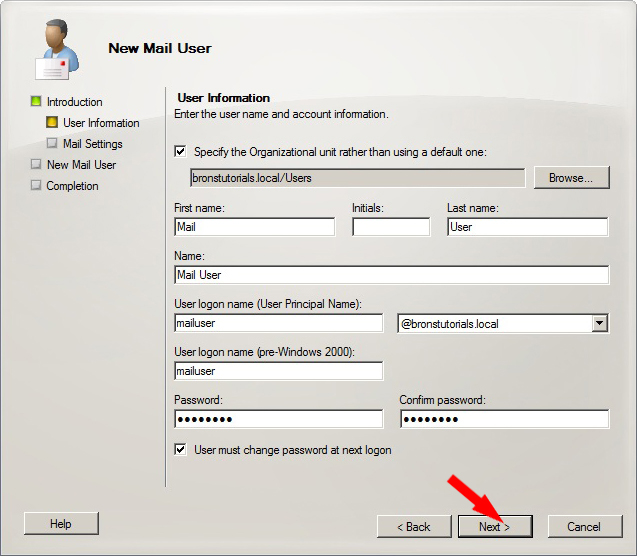 New Mail User
Introduction
User Information
Mail Settings
New Mail User
Completion
User Information
Enter the user name and account information.
Specify the Organizational unit rather than using a default one:
bronstutorials.local/Users
Browse...
First name: Initials: Last name:
Mail User
Name:
Mail User
User logon name (User Principal Name):
mailuser @bronstutorials.local
User logon name (pre-Windows 2000):
mailuser
Password: Confirm password:
●●●●●●●● ●●●●●●●●
User must change password at next logon
Help < Back Next > Cancel